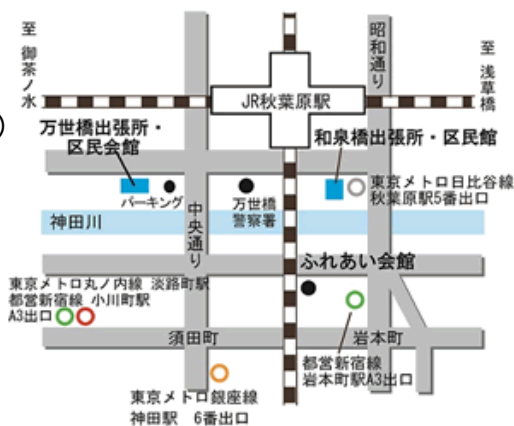 至 御茶ノ水
昭和通り
至 浅草橋
JR秋葉原駅
)
万世橋出張所・
区民会館
和泉橋出張所・区民館
パーキング
万世橋
警察署
東京メトロ日比谷線
秋葉原駅5番出口
神田川
中央通り
ふれあい会館
東京メトロ丸ノ内線 淡路町駅
都営新宿線 小川町駅
A3出口
須田町
岩本町
都営新宿線
岩本町駅A3出口
東京メトロ銀座線
神田駅 6番出口